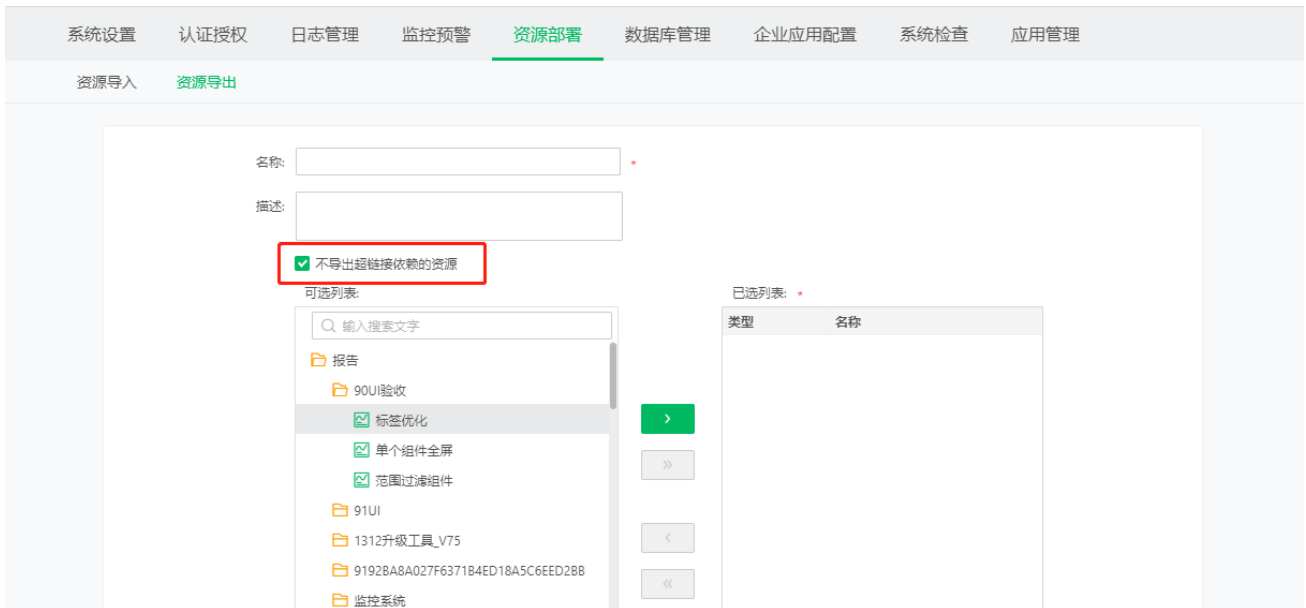 系统设置 认证授权 日志管理 监控预警 资源部署 数据库管理 企业应用配置 系统检查 应用管理
资源导入 资源导出
名称: *
描述:
不导出超链接依赖的资源
可选列表: 已选列表: *
输入搜索文字 类型 名称
报告
90UI验收
标签优化
单个组件全屏
范围过滤组件
91UI
1312升级工具_V75
9192BA8A027F6371B4ED18A5C6EED2BB
监控系统